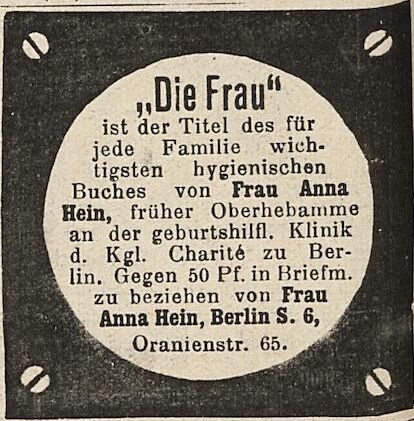 „Die Frau“
ist der Titel des für
jede Familie wich-
tigsten hygienischen
Buches von Frau Anna
Hein, früher Oberhebamme
an der geburtshilfl. Klinik
d. Kgl. Charité zu Ber-
lin. Gegen 50 Pf. in Briefm.
zu beziehen von Frau
Anna Hein, Berlin S. 6,
Oranienstr. 65.